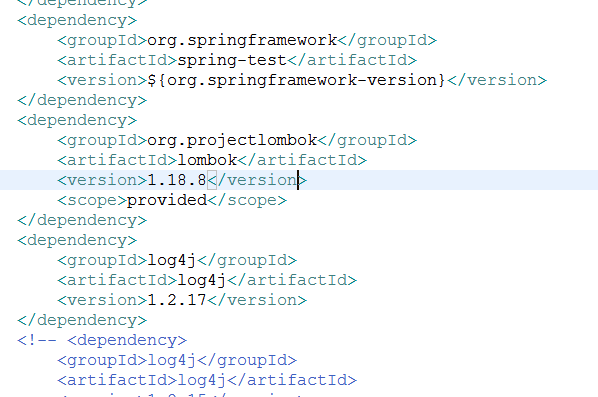 </dependency>
<dependency>
<groupId>org.springframework</groupId>
<artifactId>spring-test</artifactId>
<version>${org.springframework-version}</version>
</dependency>
<dependency>
<groupId>org.projectlombok</groupId>
<artifactId>lombok</artifactId>
<version>1.18.8</version>
<scope>provided</scope>
</dependency>
<dependency>
<groupId>log4j</groupId>
<artifactId>log4j</artifactId>
<version>1.2.17</version>
</dependency>
<!-- <dependency>
<groupId>log4j</groupId>
<artifactId>log4j</artifactId>